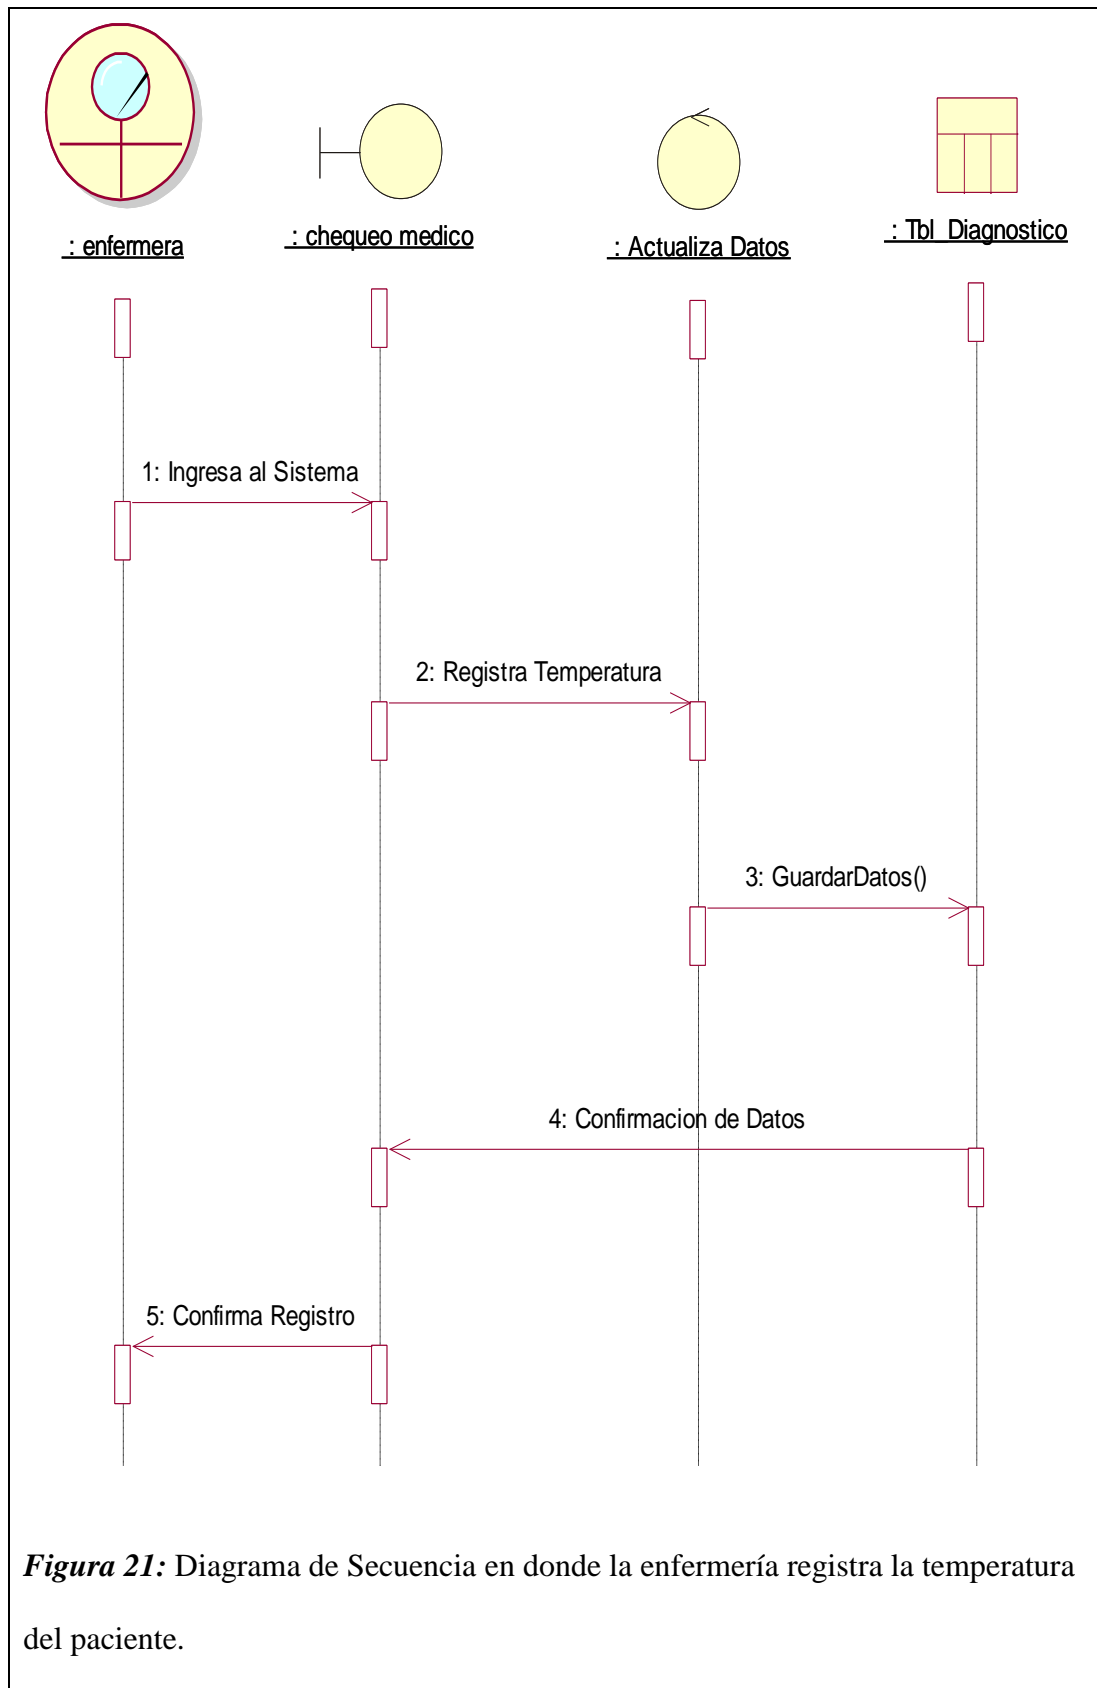 : enfermera
: chequeo medico
: Actualiza Datos
: Tbl_Diagnostico
1: Ingresa al Sistema
2: Registra Temperatura
3: GuardarDatos()
4: Confirmacion de Datos
5: Confirma Registro
Figura 21: Diagrama de Secuencia en donde la enfermería registra la temperatura
del paciente.